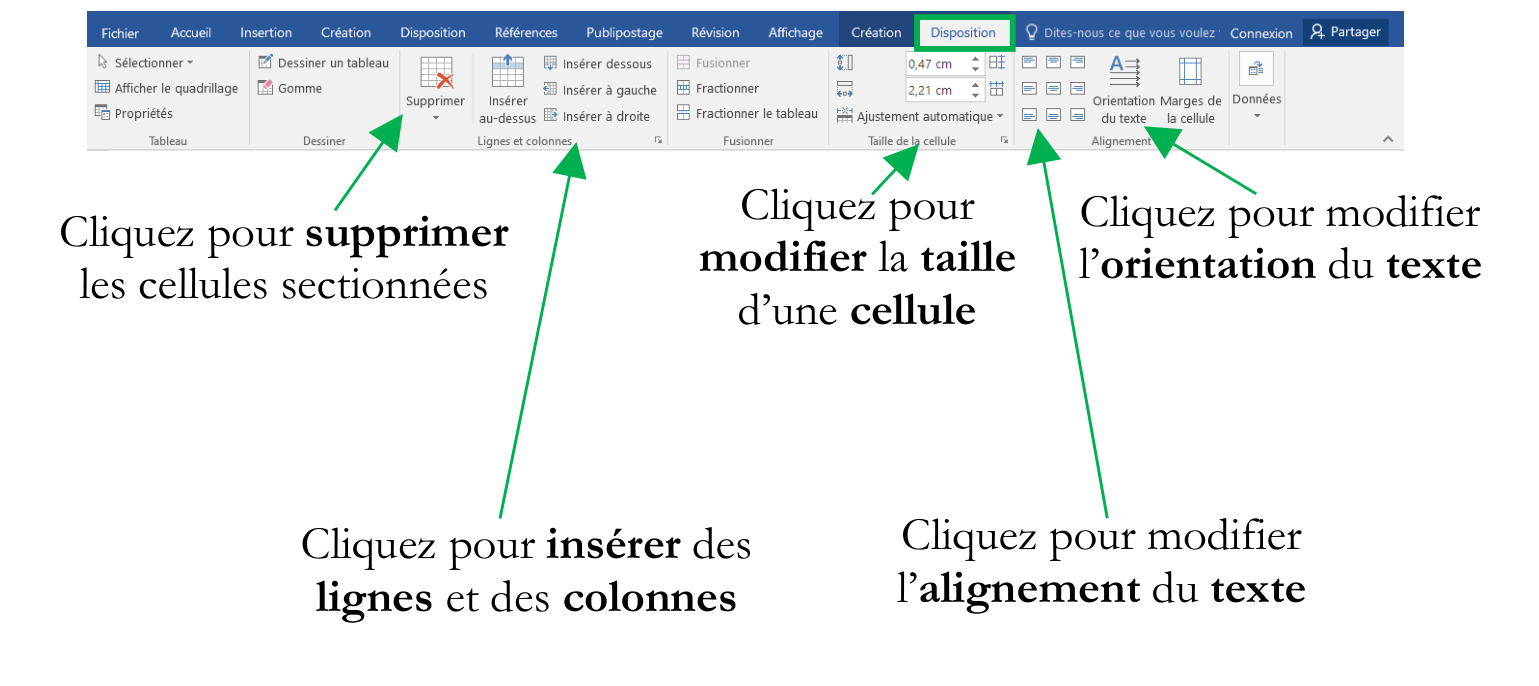 Fichier Accueil Insertion Création Disposition Références Publipostage Révision Affichage Création Disposition Dites-nous ce que vous voulez Connexion Partager
Sélectionner
Afficher le quadrillage
Propriétés
Tableau
Dessiner un tableau
Gomme
Dessiner
Supprimer
Insérer
au-dessus
Insérer dessous
Insérer à gauche
Insérer à droite
Lignes et colonnes
Fusionner
Fractionner
Fractionner le tableau
Fusionner
0,47 cm
2,21 cm
Ajustement automatique
Taille de la cellule
Orientation
du texte
Marges de
la cellule
Alignement
Données
Cliquez pour supprimer
les cellules sectionnées
Cliquez pour
modifier la taille
d’une cellule
Cliquez pour modifier
l’orientation du texte
Cliquez pour insérer des
lignes et des colonnes
Cliquez pour modifier
l’alignement du texte